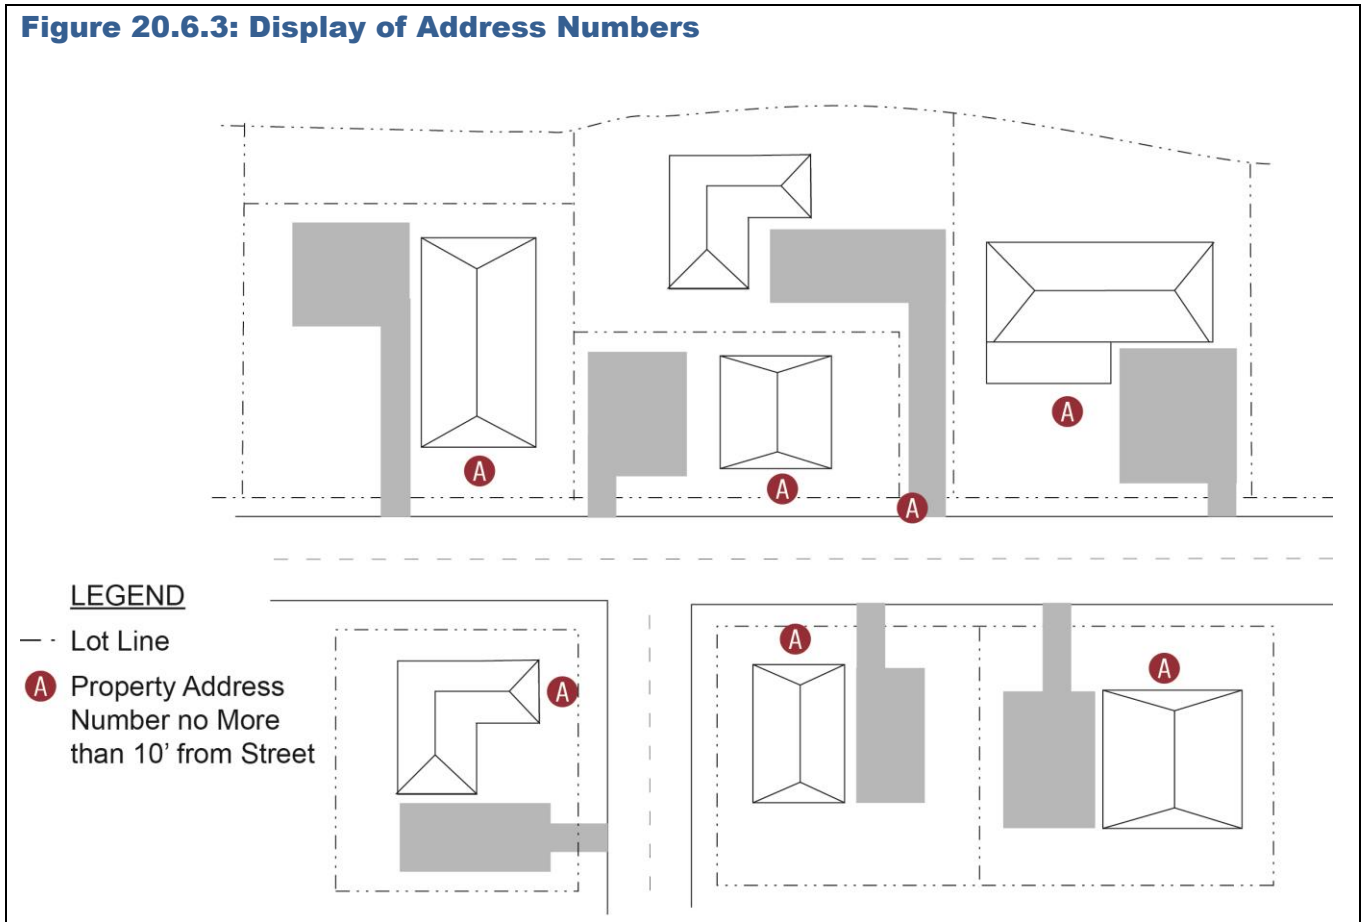 Figure 20.6.3: Display of Address Numbers
A
A
A
A
LEGEND
Lot Line
A Property Address
Number no More
than 10’ from Street
A
A
A